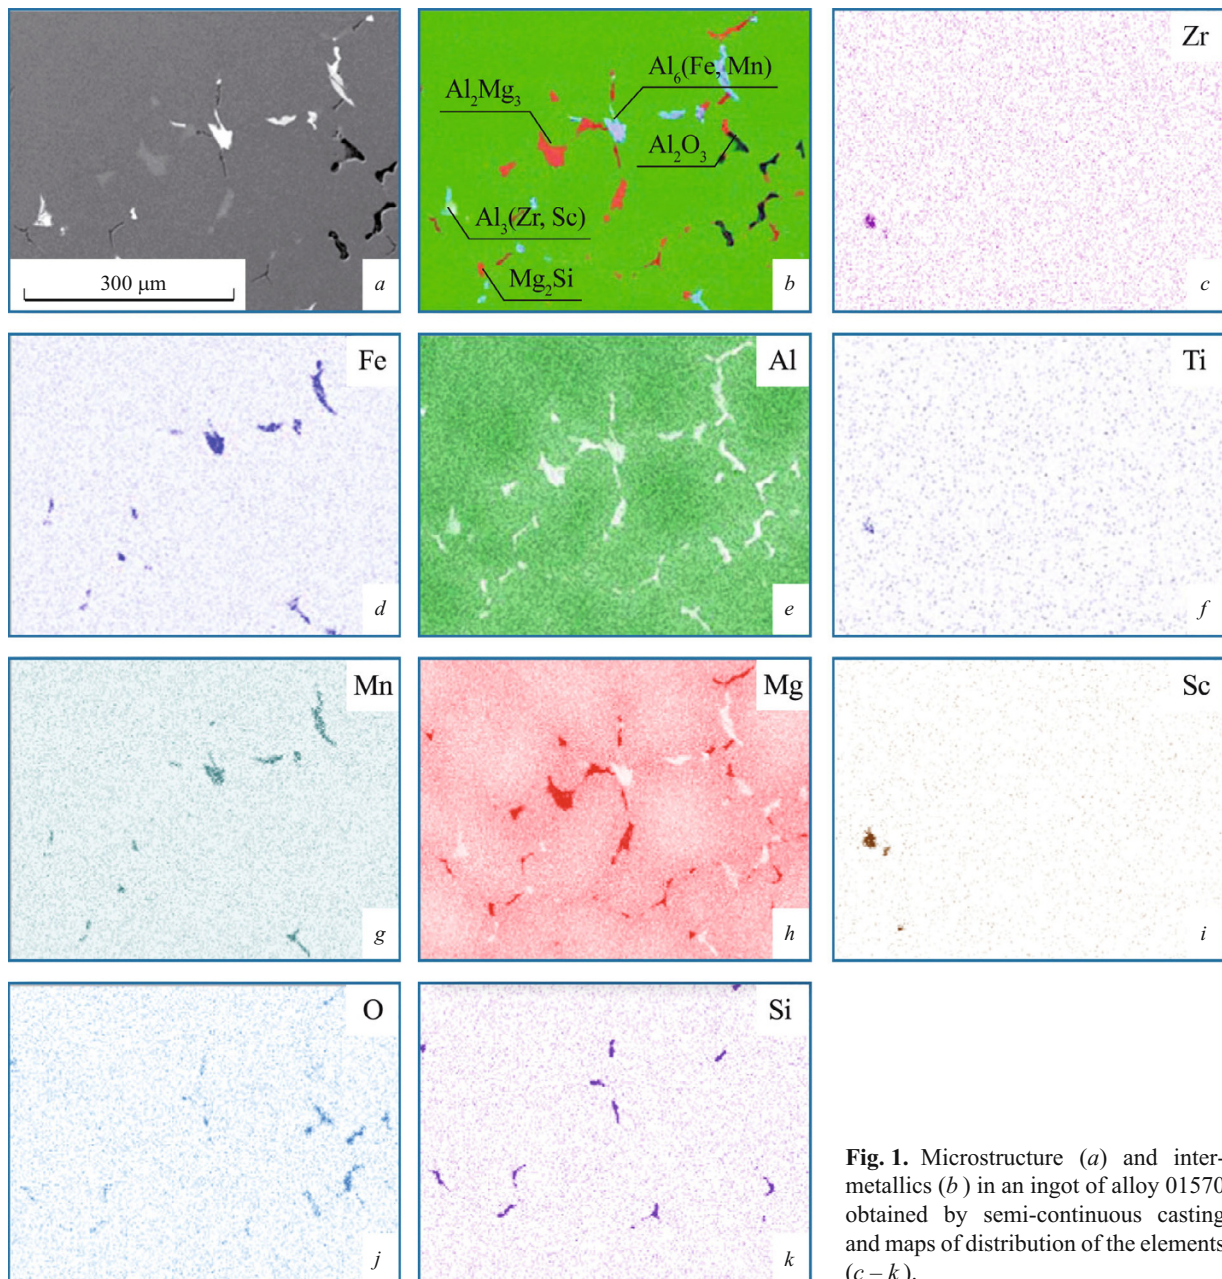 300 μm
a
Al2Mg3
Al6(Fe, Mn)
Al2O3
Al3(Zr, Sc)
Mg2Si
b
Zr
c
Fe
d
Al
e
Ti
f
Mn
g
Mg
h
Sc
i
O
j
Si
k
Fig. 1. Microstructure (a) and inter-
metallics (b ) in an ingot of alloy 01570
obtained by semi-continuous casting
and maps of distribution of the elements
(c – k ).